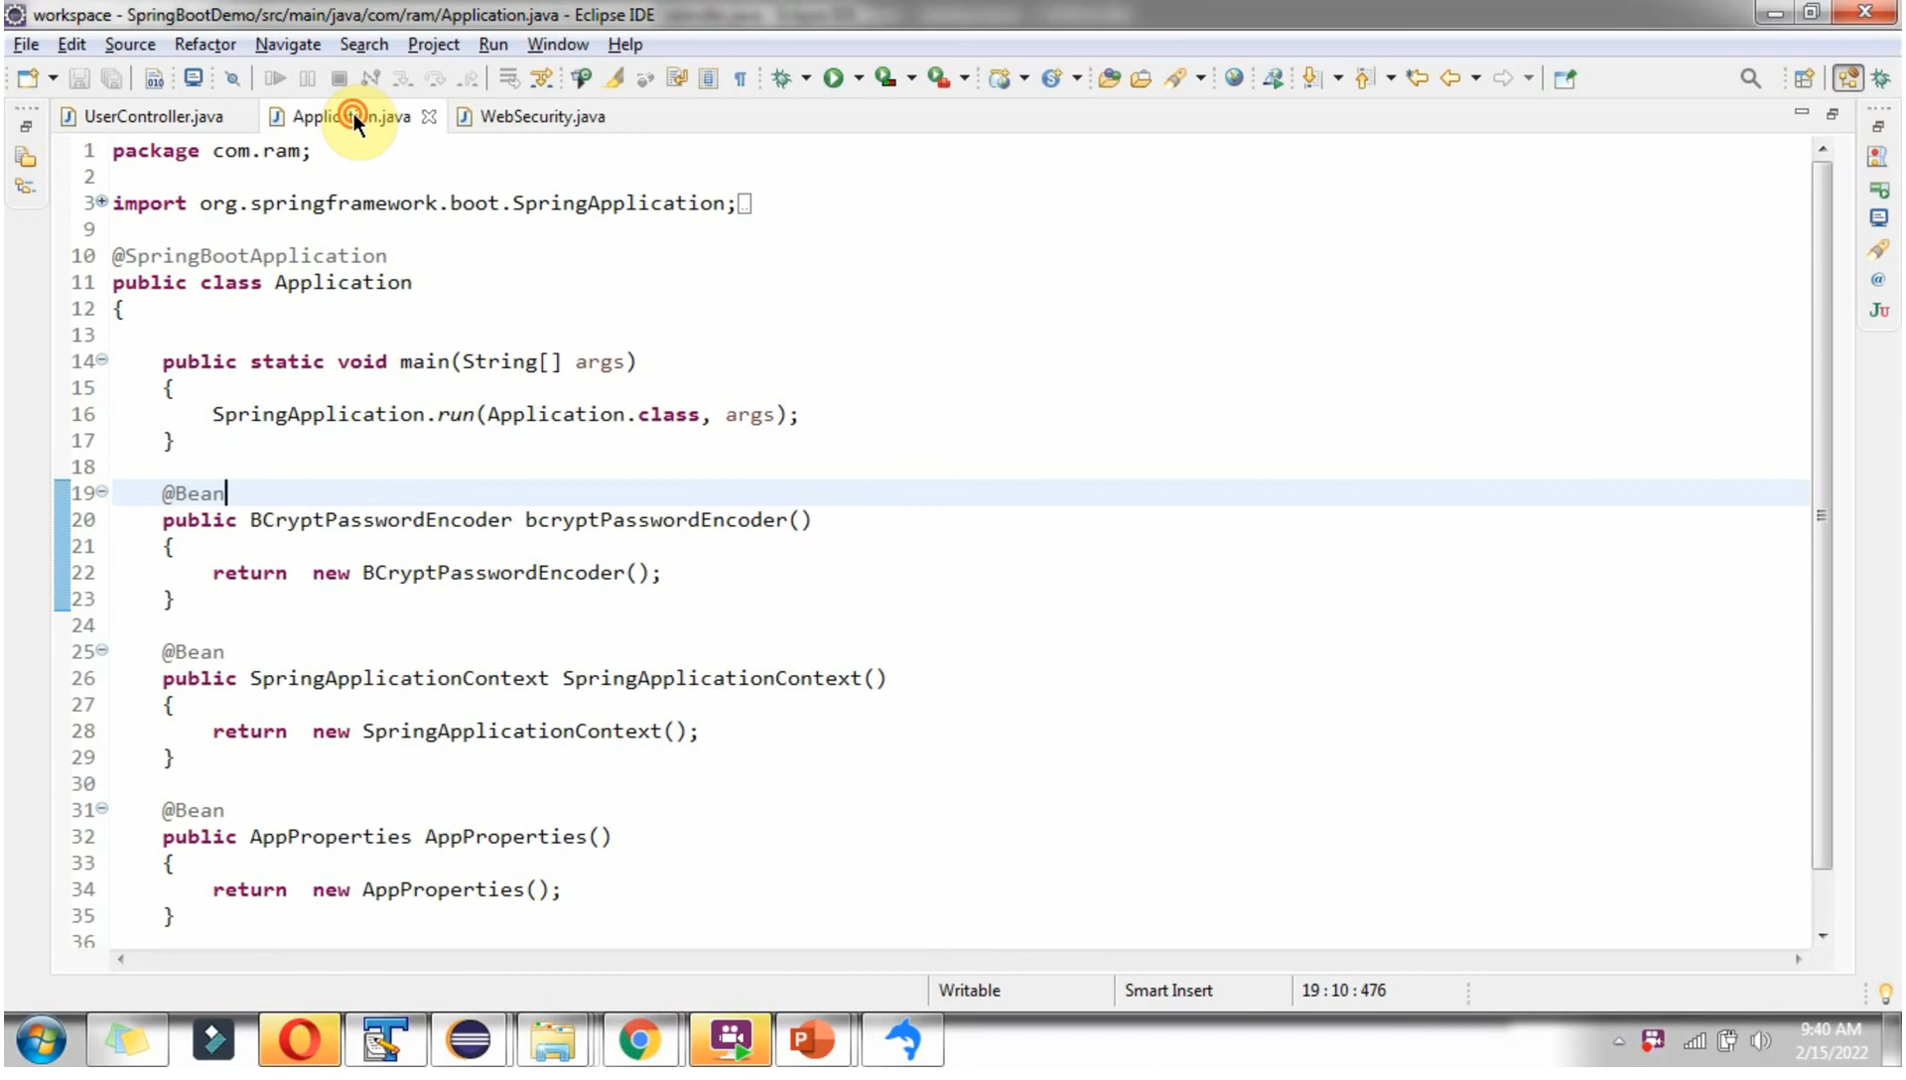 workspace - SpringBootDemo/src/main/java/com/ram/Application.java - Eclipse IDE
File Edit Source Refactor Navigate Search Project Run Window Help
UserController.java Application.java WebSecurity.java
1 package com.ram;
2
3 import org.springframework.boot.SpringApplication;
9
10 @SpringBootApplication
11 public class Application
12 {
13
14 public static void main(String[] args)
15 {
16 SpringApplication.run(Application.class, args);
17 }
18
19 @Bean
20 public BCryptPasswordEncoder bcryptPasswordEncoder()
21 {
22 return new BCryptPasswordEncoder();
23 }
24
25 @Bean
26 public SpringApplicationContext SpringApplicationContext()
27 {
28 return new SpringApplicationContext();
29 }
30
31 @Bean
32 public AppProperties AppProperties()
33 {
34 return new AppProperties();
35 }
36
Writable Smart Insert 19 : 10 : 476
9:40 AM
2/15/2022